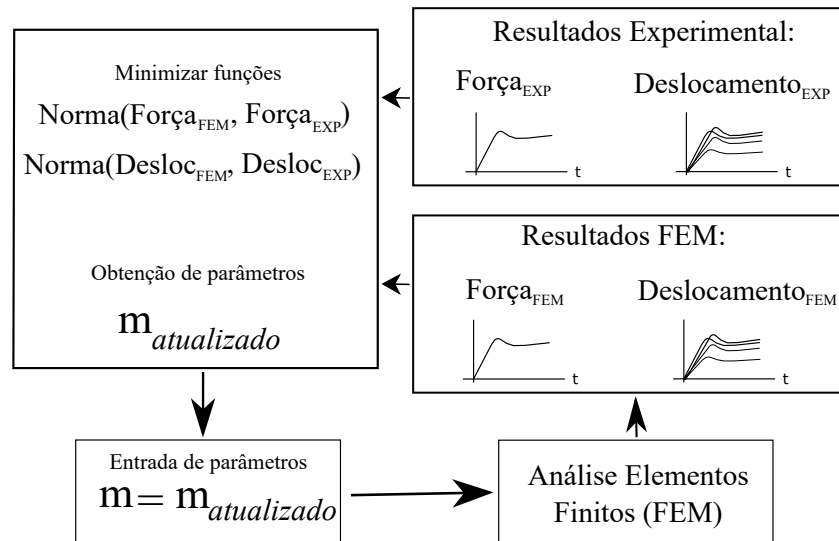 Minimizar funções
Norma(Força_FEM, Força_EXP)
Norma(Desloc_FEM, Desloc_EXP)
Obtenção de parâmetros
m_atualizado
Resultados Experimental:
Força_EXP
Deslocamento_EXP
t
t
Resultados FEM:
Força_FEM
Deslocamento_FEM
t
t
Entrada de parâmetros
m = m_atualizado
Análise Elementos
Finitos (FEM)